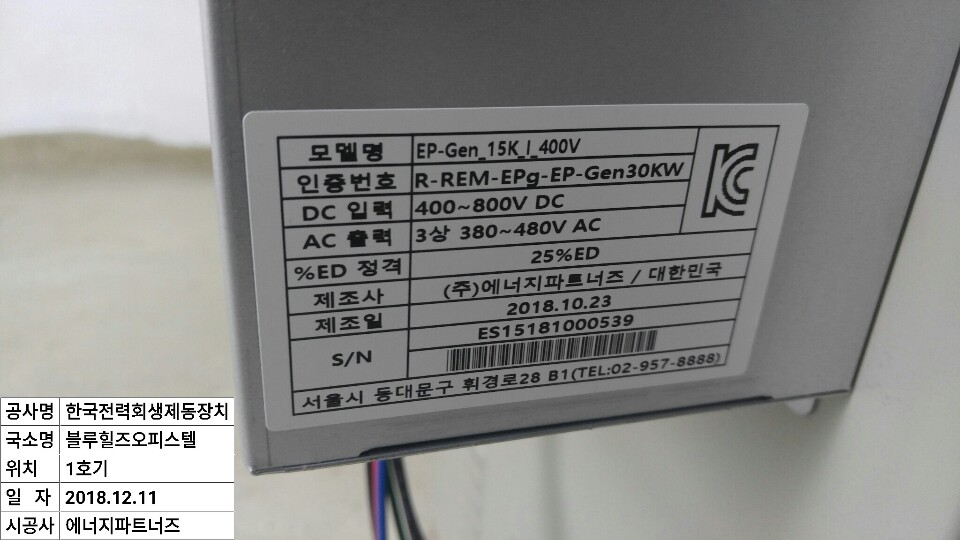 모델명 EP-Gen_15K_I_400V
인증번호 R-REM-EPg-EP-Gen30KW
DC 입력 400~800V DC
AC 출력 3상 380~480V AC
%ED 정격 25%ED
제조사 (주)에너지파트너즈 / 대한민국
제조일 2018.10.23
S/N ES15181000539
서울시 동대문구 휘경로28 B1(TEL:02-957-8888)
공사명 한국전력회생제동장치
국소명 블루힐즈오피스텔
위치 1호기
일 자 2018.12.11
시공사 에너지파트너즈